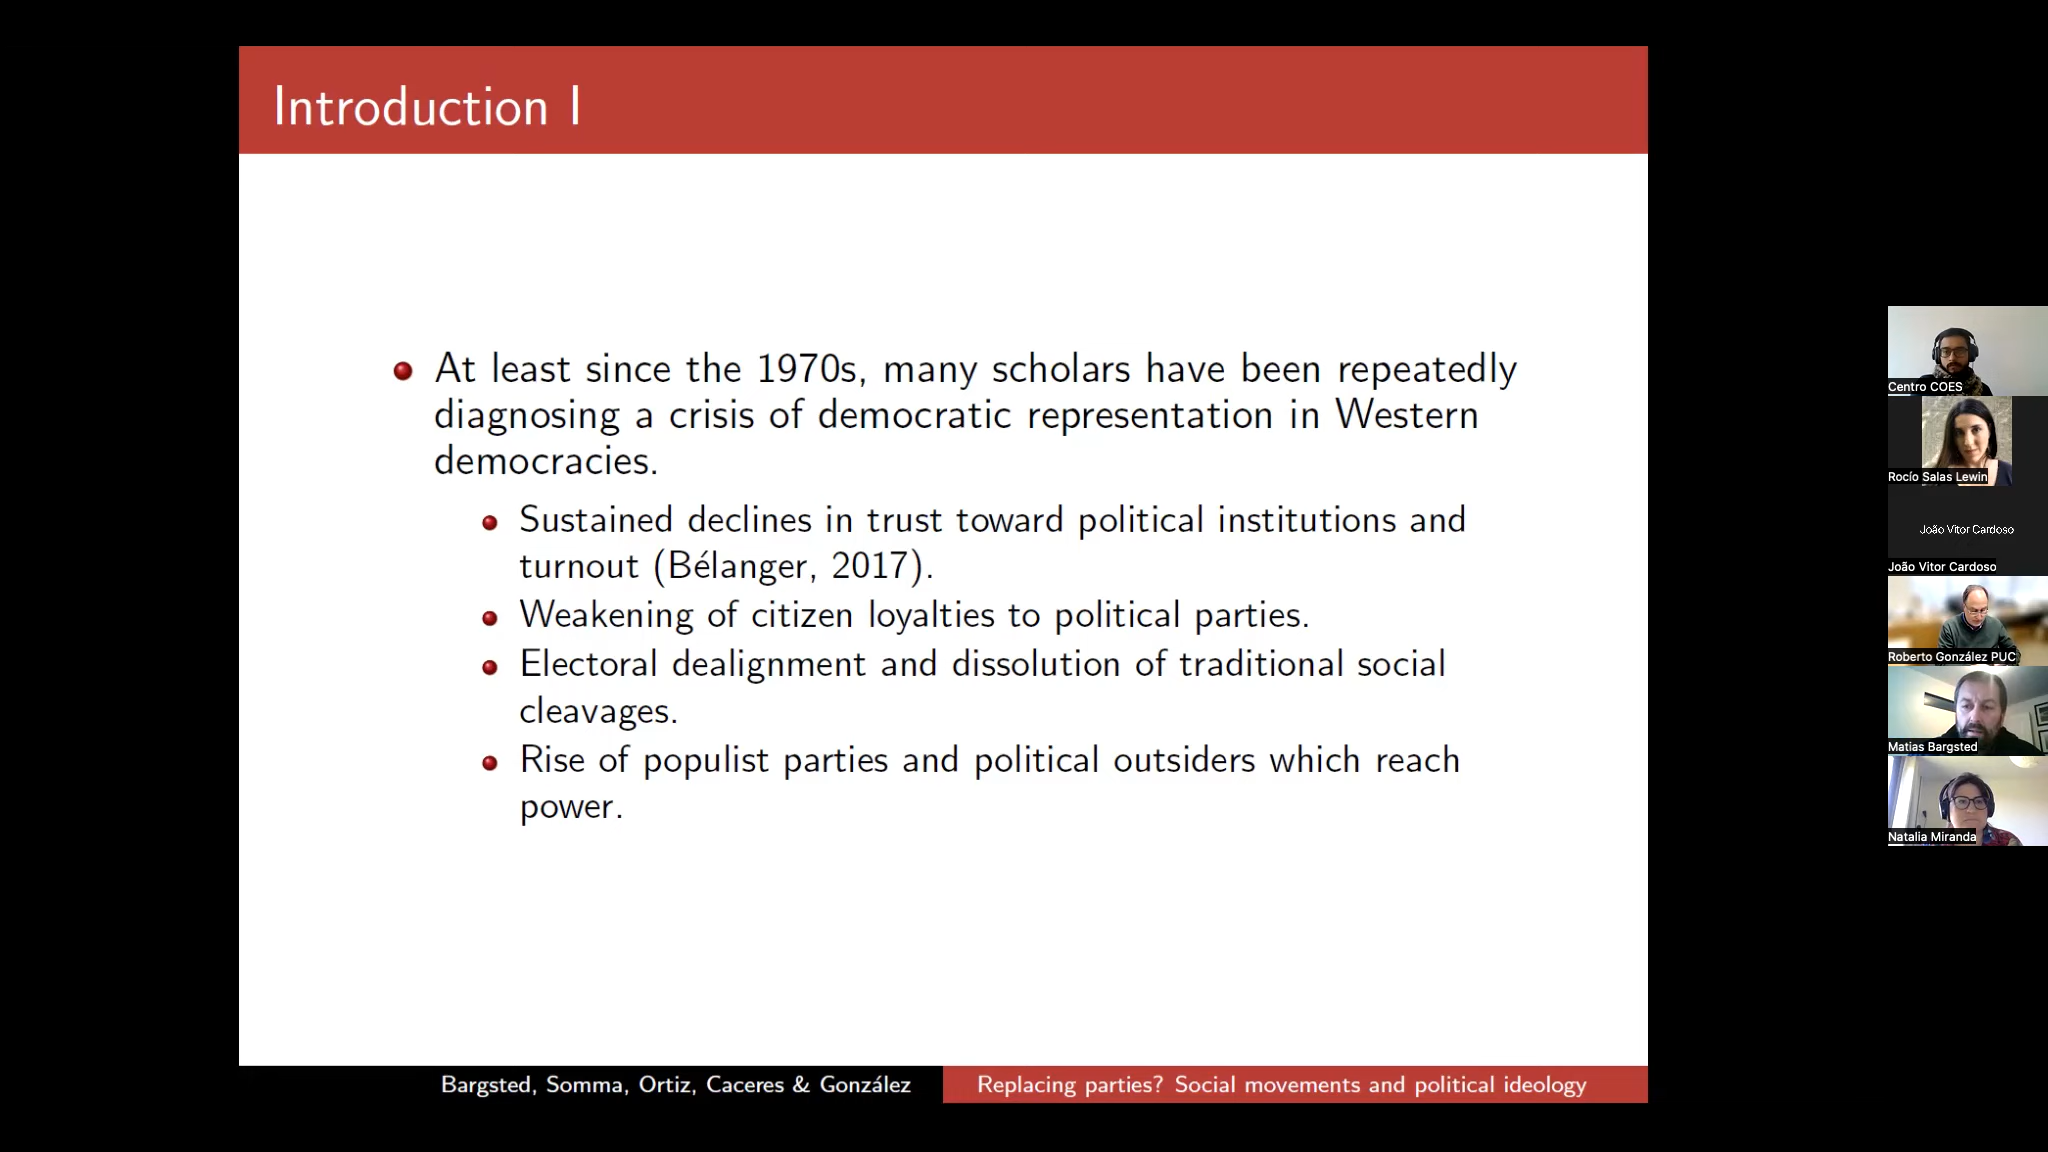 Introduction I
At least since the 1970s, many scholars have been repeatedly
diagnosing a crisis of democratic representation in Western
democracies.
Sustained declines in trust toward political institutions and
turnout (Bélanger, 2017).
Weakening of citizen loyalties to political parties.
Electoral dealignment and dissolution of traditional social
cleavages.
Rise of populist parties and political outsiders which reach
power.
Bargsted, Somma, Ortiz, Caceres & González
Replacing parties? Social movements and political ideology
Centro COES
Rocío Salas Lewin
João Vitor Cardoso
João Vitor Cardoso
Roberto González PUC
Matias Bargsted
Natalia Miranda